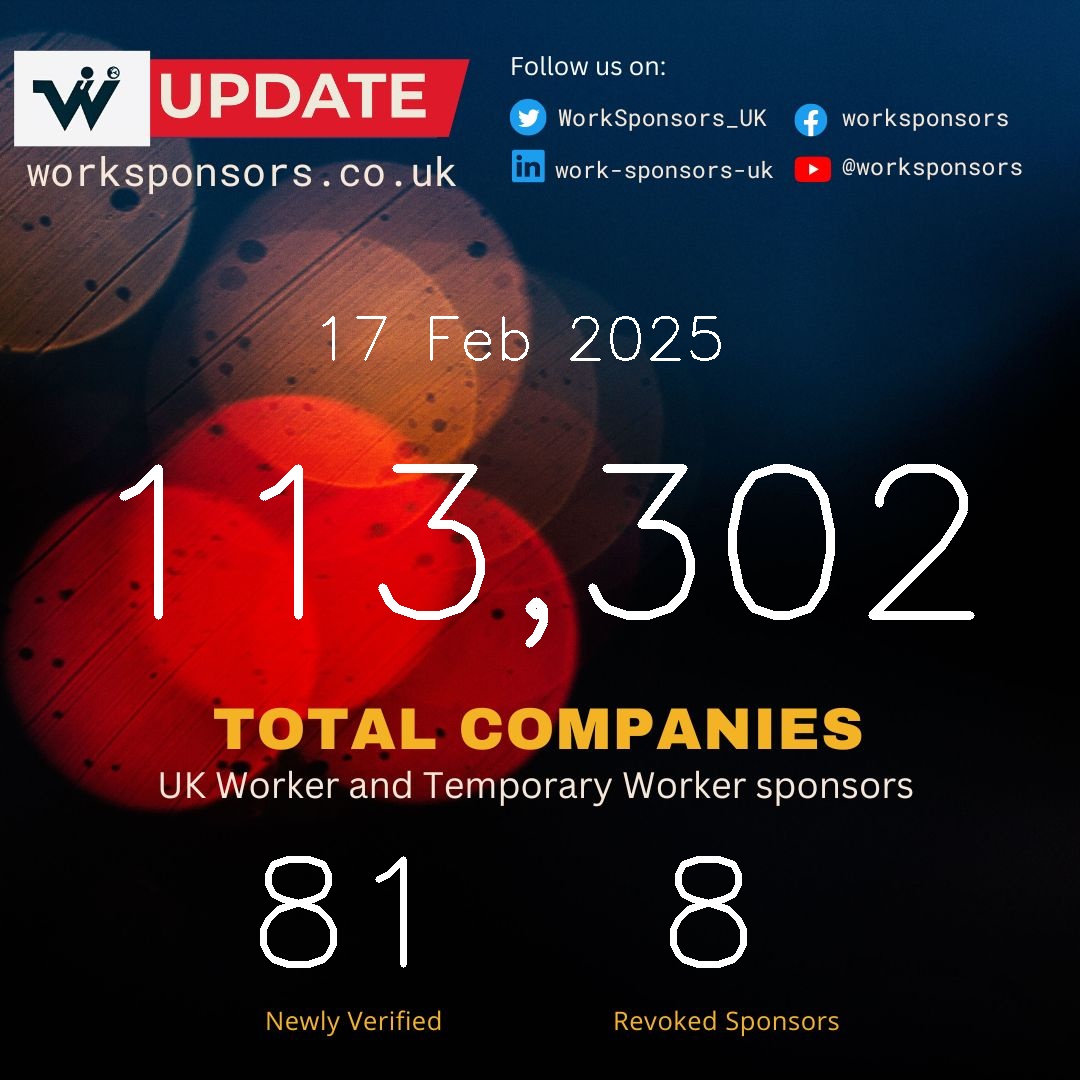 UPDATE
worksponsors.co.uk
Follow us on:
WorkSponsors_UK
worksponsors
work-sponsors-uk
@worksponsors
17 Feb 2025
113,302
TOTAL COMPANIES
UK Worker and Temporary Worker sponsors
81
8
Newly Verified
Revoked Sponsors